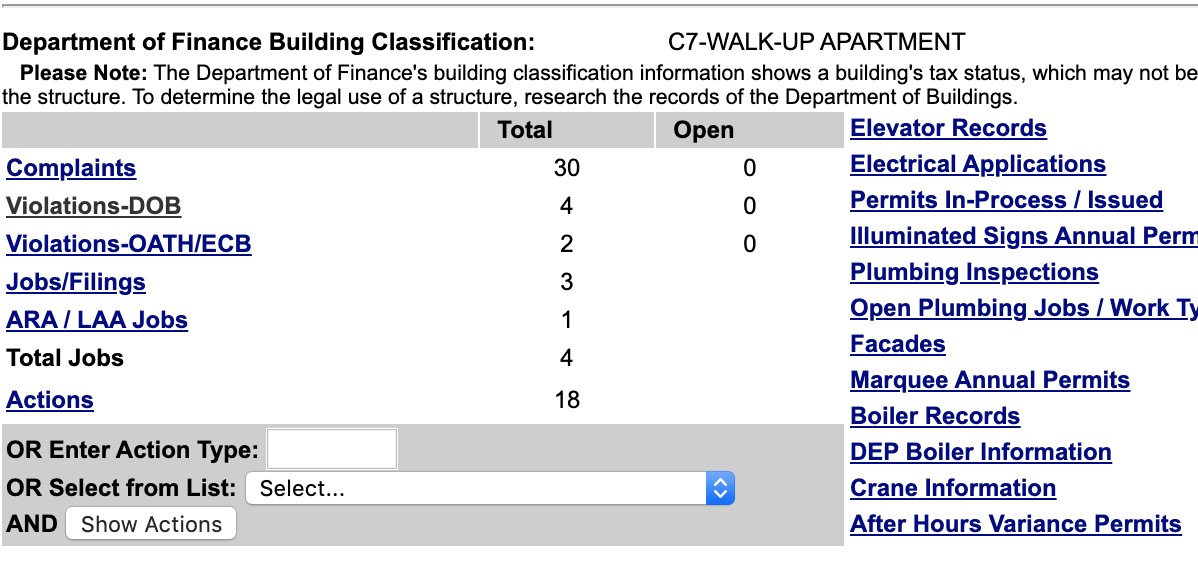 Department of Finance Building Classification: C7-WALK-UP APARTMENT
Please Note: The Department of Finance's building classification information shows a building's tax status, which may not be
the structure. To determine the legal use of a structure, research the records of the Department of Buildings.
Total Open
Complaints 30 0
Violations-DOB 4 0
Violations-OATH/ECB 2 0
Jobs/Filings 3
ARA / LAA Jobs 1
Total Jobs 4
Actions 18
OR Enter Action Type:
OR Select from List: Select...
AND Show Actions
Elevator Records
Electrical Applications
Permits In-Process / Issued
Illuminated Signs Annual Perm
Plumbing Inspections
Open Plumbing Jobs / Work Ty
Facades
Marquee Annual Permits
Boiler Records
DEP Boiler Information
Crane Information
After Hours Variance Permits